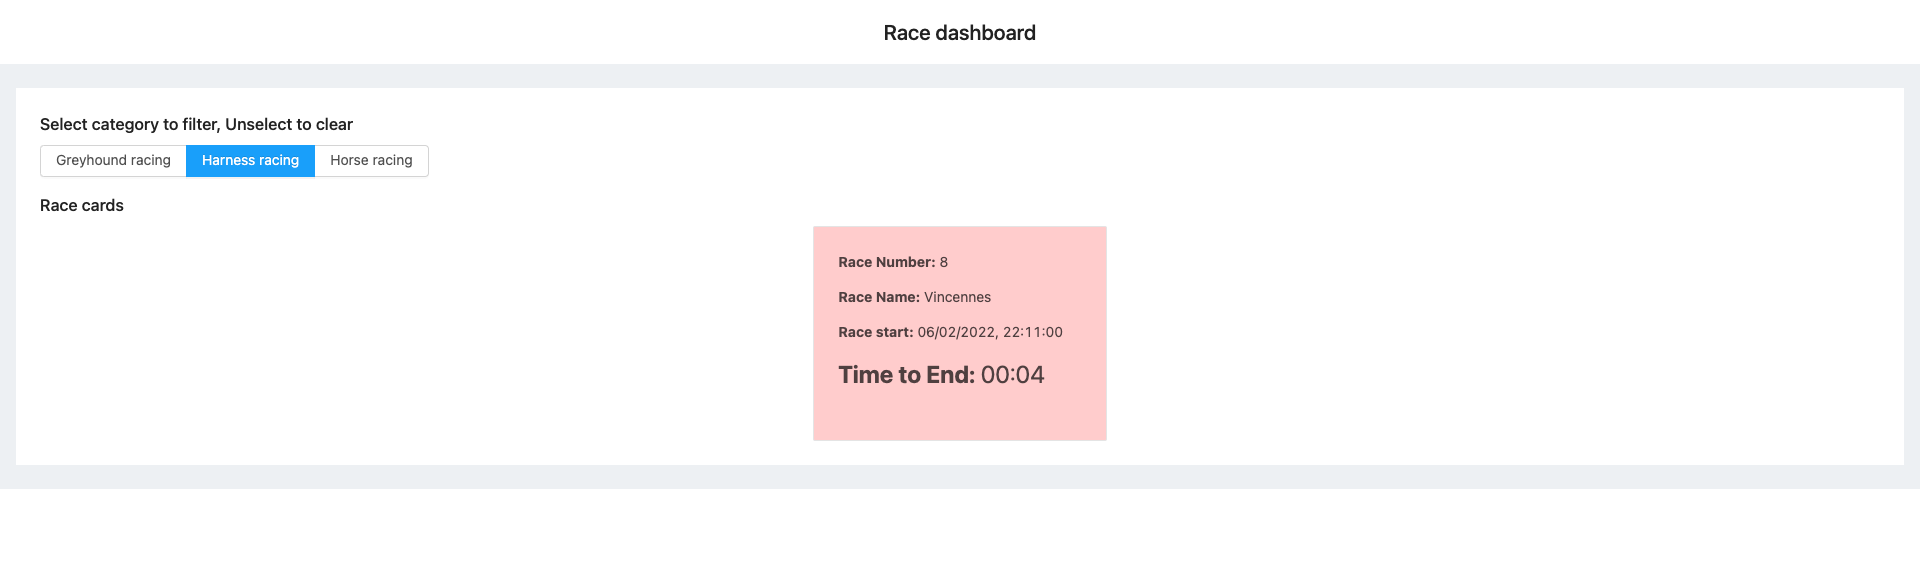 Race dashboard
Select category to filter, Unselect to clear
Greyhound racing Harness racing Horse racing
Race cards
Race Number: 8
Race Name: Vincennes
Race start: 06/02/2022, 22:11:00
Time to End: 00:04